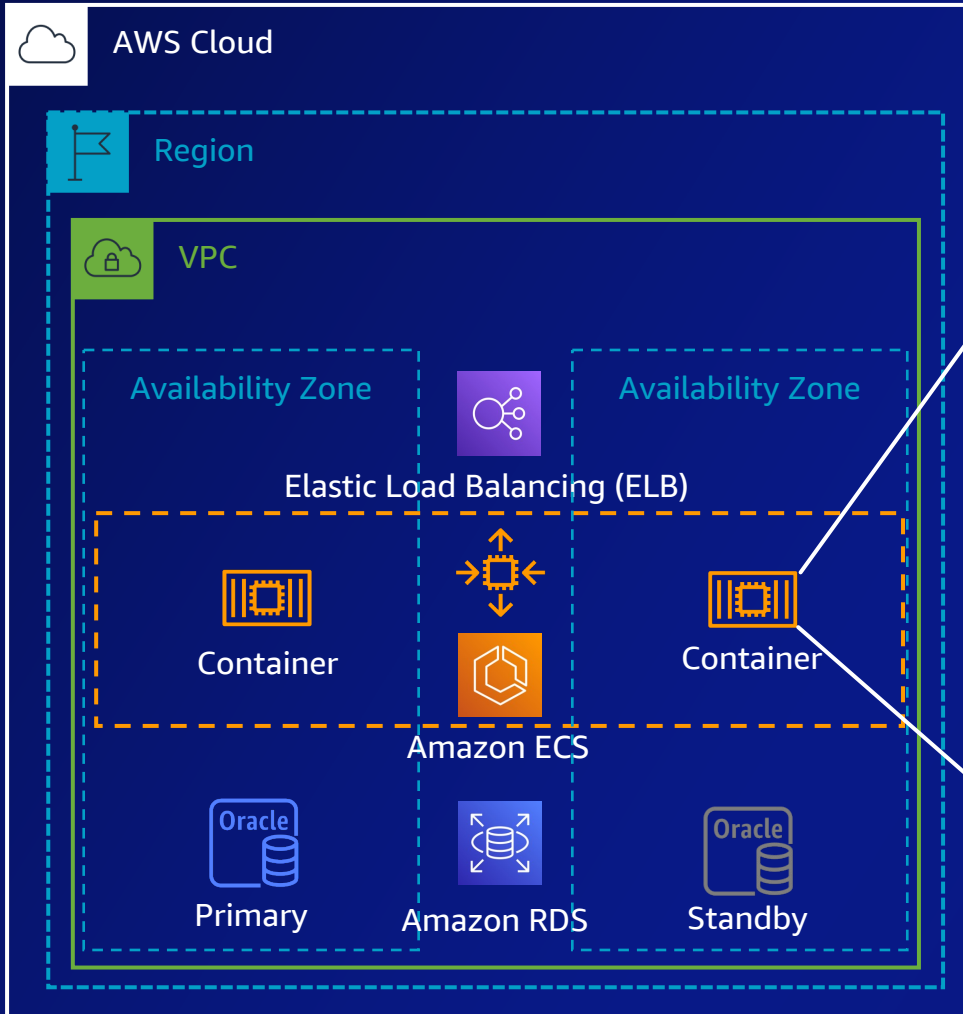 AWS Cloud
Region
VPC
Availability Zone
Availability Zone
Elastic Load Balancing (ELB)
Container
Container
Amazon ECS
Oracle
Oracle
Primary
Amazon RDS
Standby